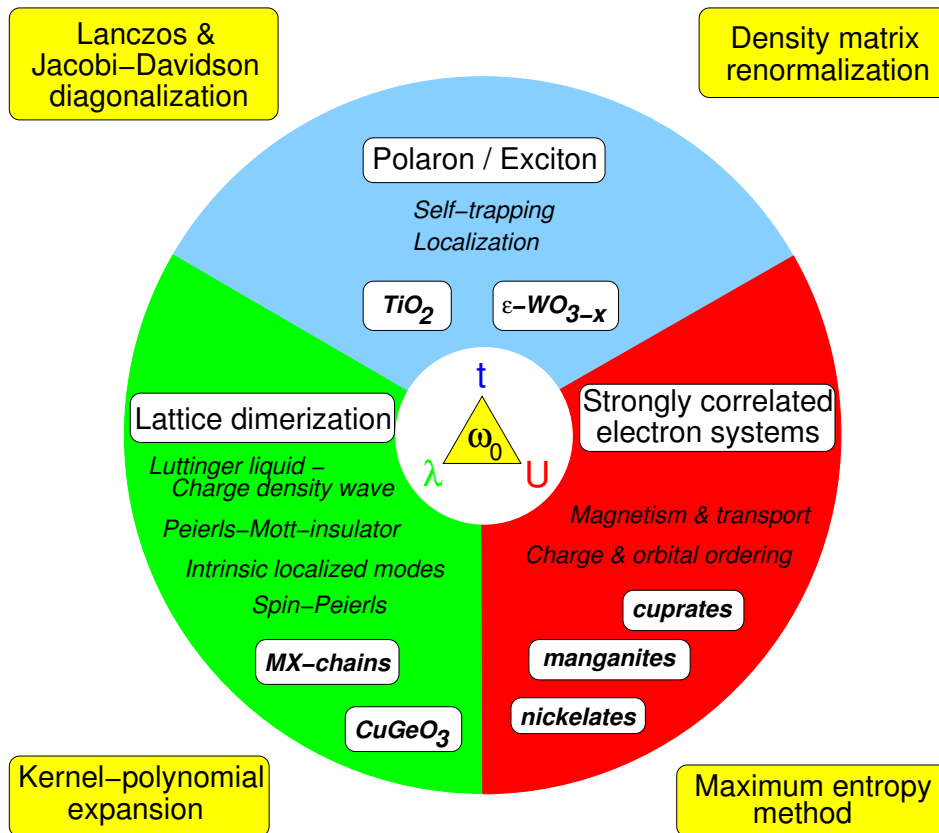 Lanczos &
Jacobi−Davidson
diagonalization
Density matrix
renormalization
Polaron / Exciton
Self−trapping
Localization
TiO2
ε−WO3−x
t
ω0
λ
U
Lattice dimerization
Luttinger liquid −
Charge density wave
Peierls−Mott−insulator
Intrinsic localized modes
Spin−Peierls
MX−chains
CuGeO3
Strongly correlated
electron systems
Magnetism & transport
Charge & orbital ordering
cuprates
manganites
nickelates
Kernel−polynomial
expansion
Maximum entropy
method